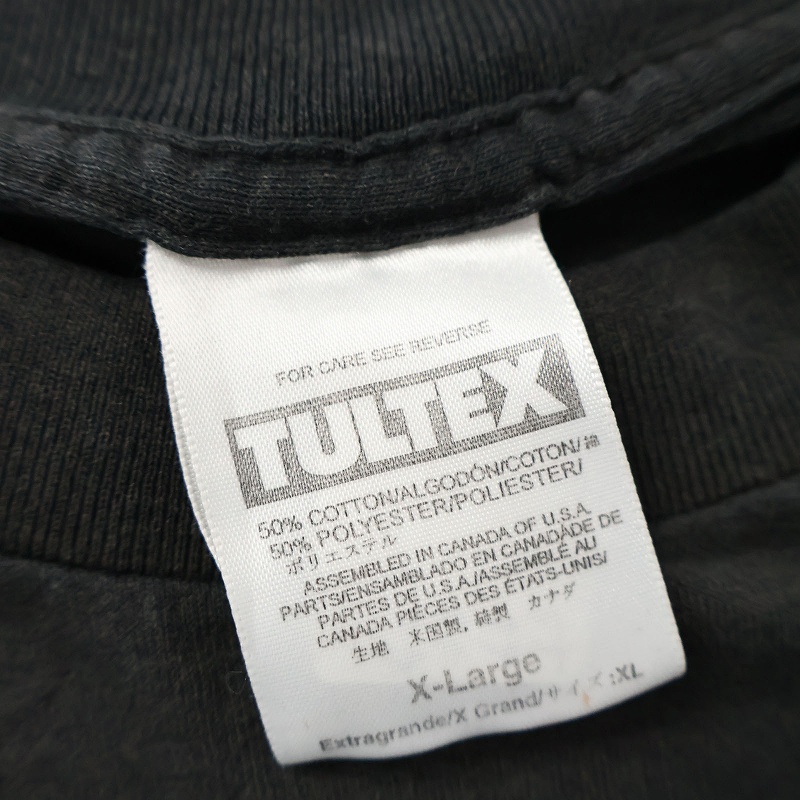 FOR CARE SEE REVERSE
TULTEX
50% COTTON/ALGODÓN/COTON/綿
50% POLYESTER/POLIESTER/
ポリエステル
ASSEMBLED IN CANADA OF U.S.A.
PARTS/ENSAMBLADO EN CANADÁDE DE
PARTES DE U.S.A./ASSEMBLÉ AU
CANADA PIÈCES DES ÉTATS-UNIS/
生地 米国製, 縫製 カナダ
X-Large
Extragrande/X Grand/サイズ:XL